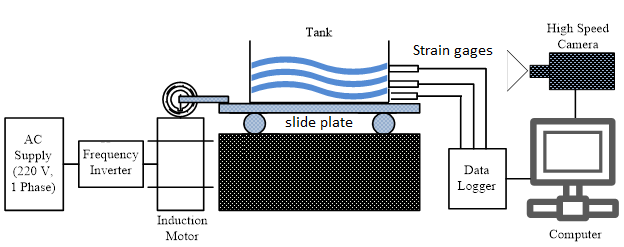 Tank
High Speed
Camera
Strain gages
slide plate
AC
Supply
(220 V,
1 Phase)
Frequency
Inverter
Data
Logger
Induction
Motor
Computer